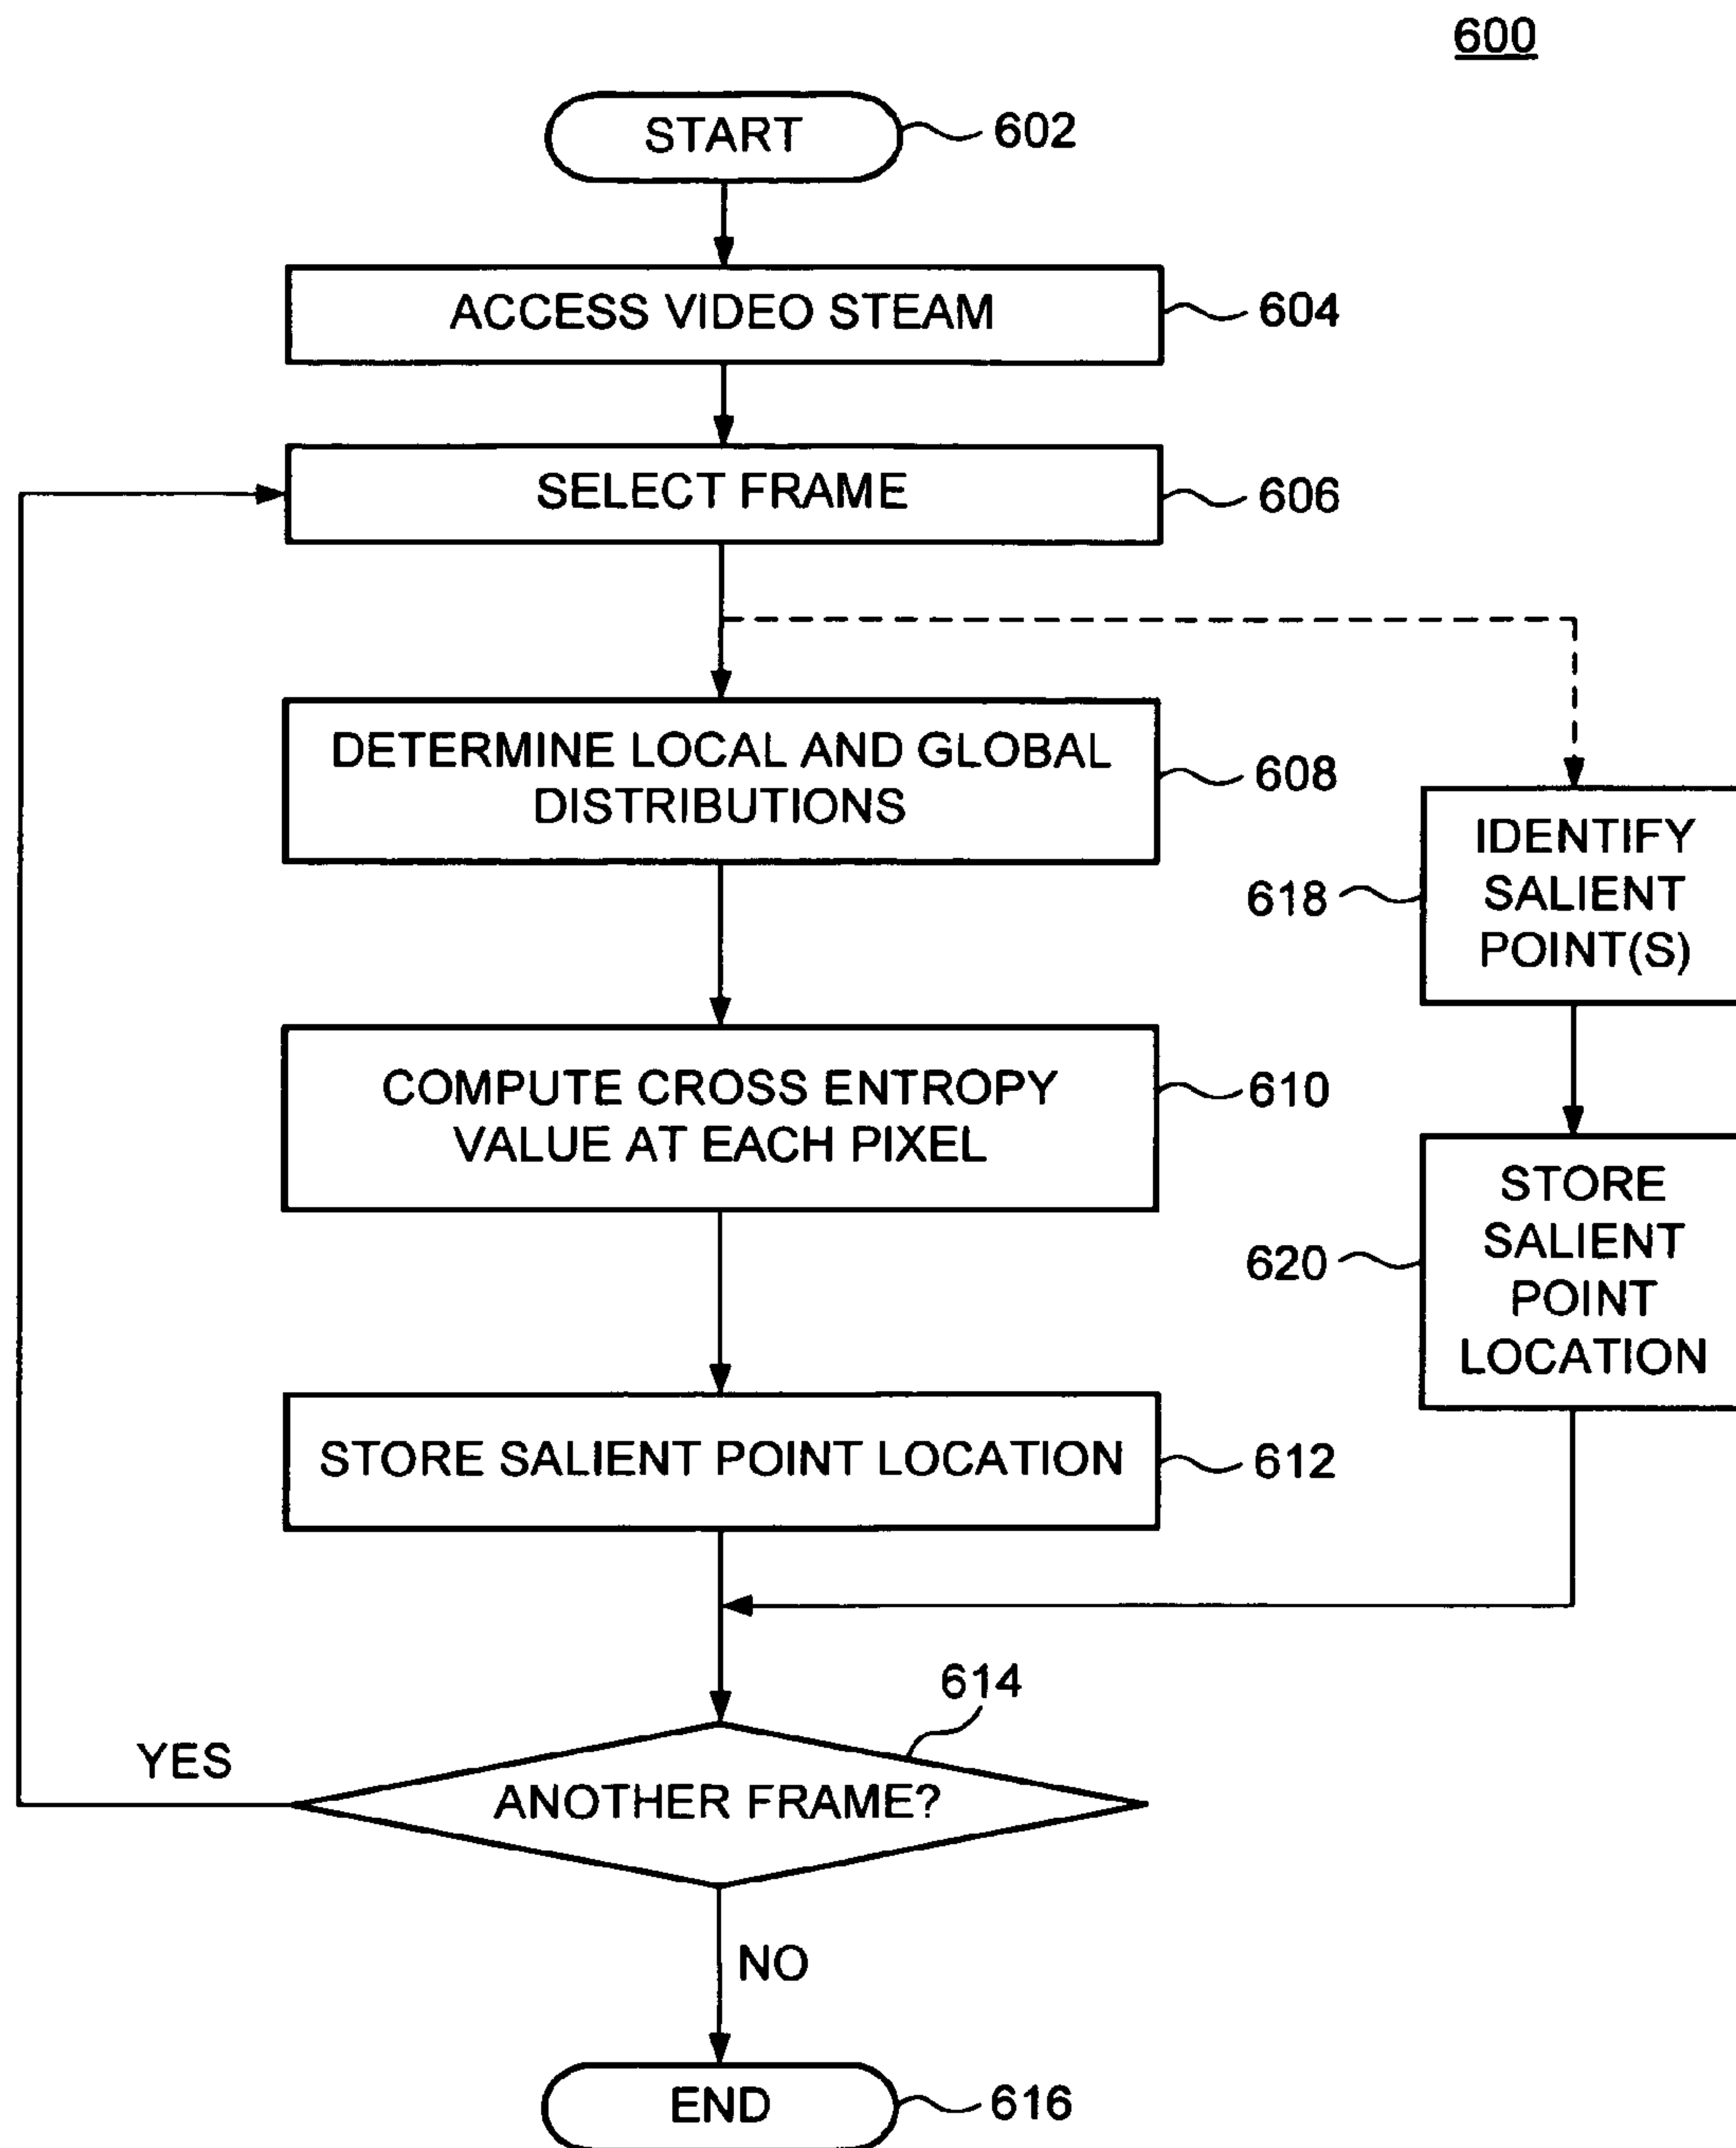 600
START
602
ACCESS VIDEO STEAM
604
SELECT FRAME
606
DETERMINE LOCAL AND GLOBAL
DISTRIBUTIONS
608
IDENTIFY
SALIENT
POINT(S)
618
COMPUTE CROSS ENTROPY
VALUE AT EACH PIXEL
610
STORE
SALIENT
POINT
LOCATION
620
STORE SALIENT POINT LOCATION
612
614
YES
ANOTHER FRAME?
NO
END
616